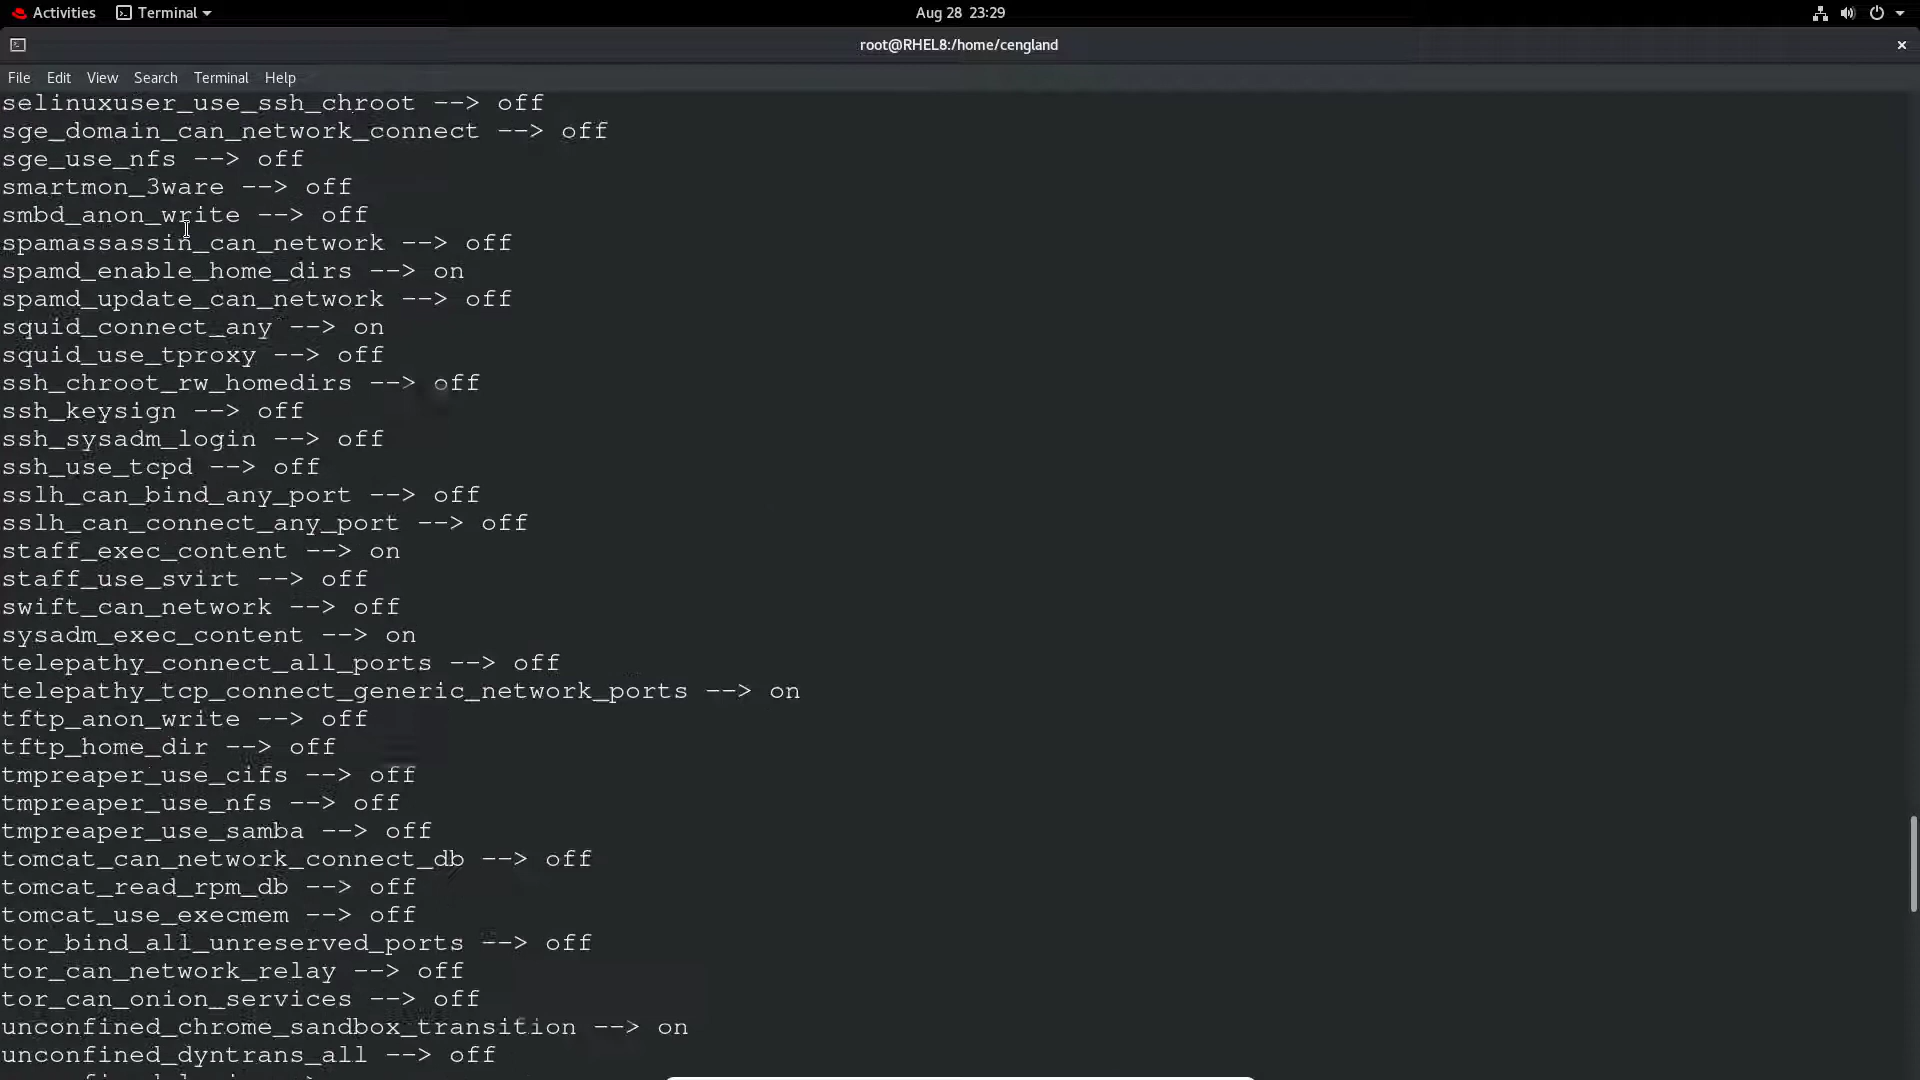 Activities Terminal Aug 28 23:29
root@RHEL8:/home/cengland ×
File Edit View Search Terminal Help
selinuxuser_use_ssh_chroot --> off
sge_domain_can_network_connect --> off
sge_use_nfs --> off
smartmon_3ware --> off
smbd_anon_write --> off
spamassassin_can_network --> off
spamd_enable_home_dirs --> on
spamd_update_can_network --> off
squid_connect_any --> on
squid_use_tproxy --> off
ssh_chroot_rw_homedirs --> off
ssh_keysign --> off
ssh_sysadm_login --> off
ssh_use_tcpd --> off
sslh_can_bind_any_port --> off
sslh_can_connect_any_port --> off
staff_exec_content --> on
staff_use_svirt --> off
swift_can_network --> off
sysadm_exec_content --> on
telepathy_connect_all_ports --> off
telepathy_tcp_connect_generic_network_ports --> on
tftp_anon_write --> off
tftp_home_dir --> off
tmpreaper_use_cifs --> off
tmpreaper_use_nfs --> off
tmpreaper_use_samba --> off
tomcat_can_network_connect_db --> off
tomcat_read_rpm_db --> off
tomcat_use_execmem --> off
tor_bind_all_unreserved_ports --> off
tor_can_network_relay --> off
tor_can_onion_services --> off
unconfined_chrome_sandbox_transition --> on
unconfined_dyntrans_all --> off